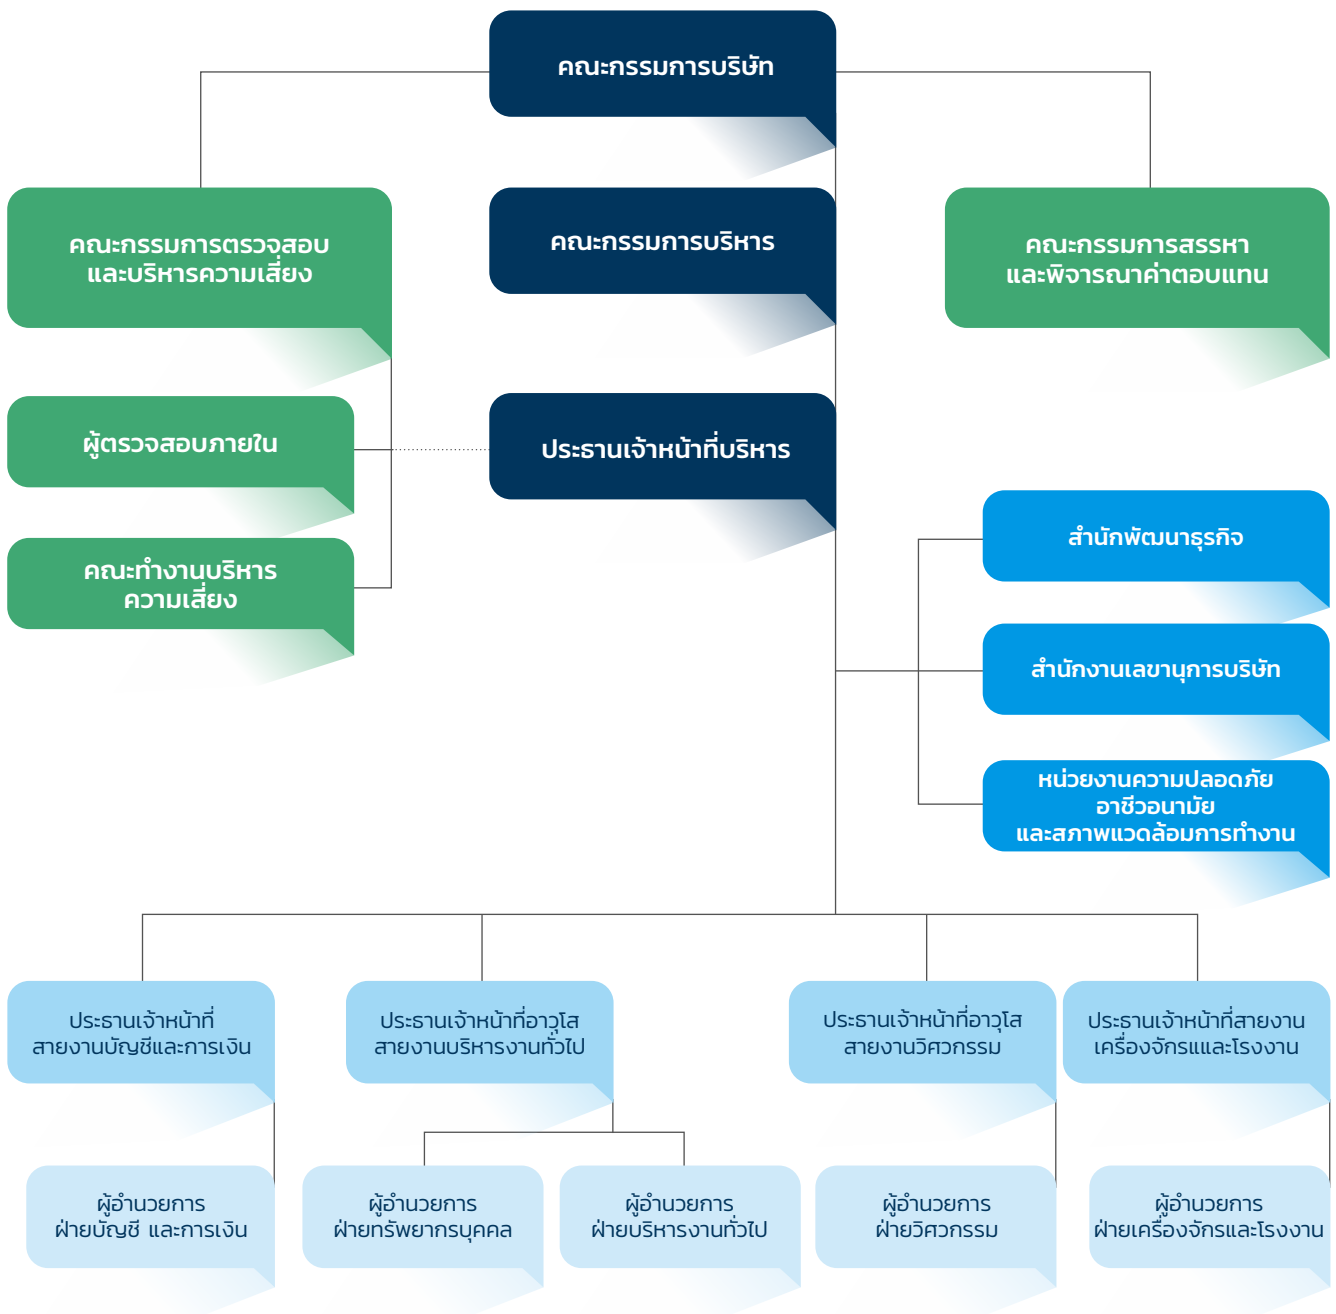 คณะกรรมการบริษัท
คณะกรรมการตรวจสอบ
และบริหารความเสี่ยง
คณะกรรมการบริหาร
คณะกรรมการสรรหา
และพิจารณาค่าตอบแทน
ผู้ตรวจสอบภายใน
ประธานเจ้าหน้าที่บริหาร
คณะทำงานบริหาร
ความเสี่ยง
สำนักพัฒนาธุรกิจ
สำนักงานเลขานุการบริษัท
หน่วยงานความปลอดภัย
อาชีวอนามัย
และสภาพแวดล้อมการทำงาน
ประธานเจ้าหน้าที่
สายงานบัญชีและการเงิน
ประธานเจ้าหน้าที่อาวุโส
สายงานบริหารงานทั่วไป
ประธานเจ้าหน้าที่อาวุโส
สายงานวิศวกรรม
ประธานเจ้าหน้าที่สายงาน
เครื่องจักรแและโรงงาน
ผู้อำนวยการ
ฝ่ายบัญชี และการเงิน
ผู้อำนวยการ
ฝ่ายทรัพยากรบุคคล
ผู้อำนวยการ
ฝ่ายบริหารงานทั่วไป
ผู้อำนวยการ
ฝ่ายวิศวกรรม
ผู้อำนวยการ
ฝ่ายเครื่องจักรและโรงงาน